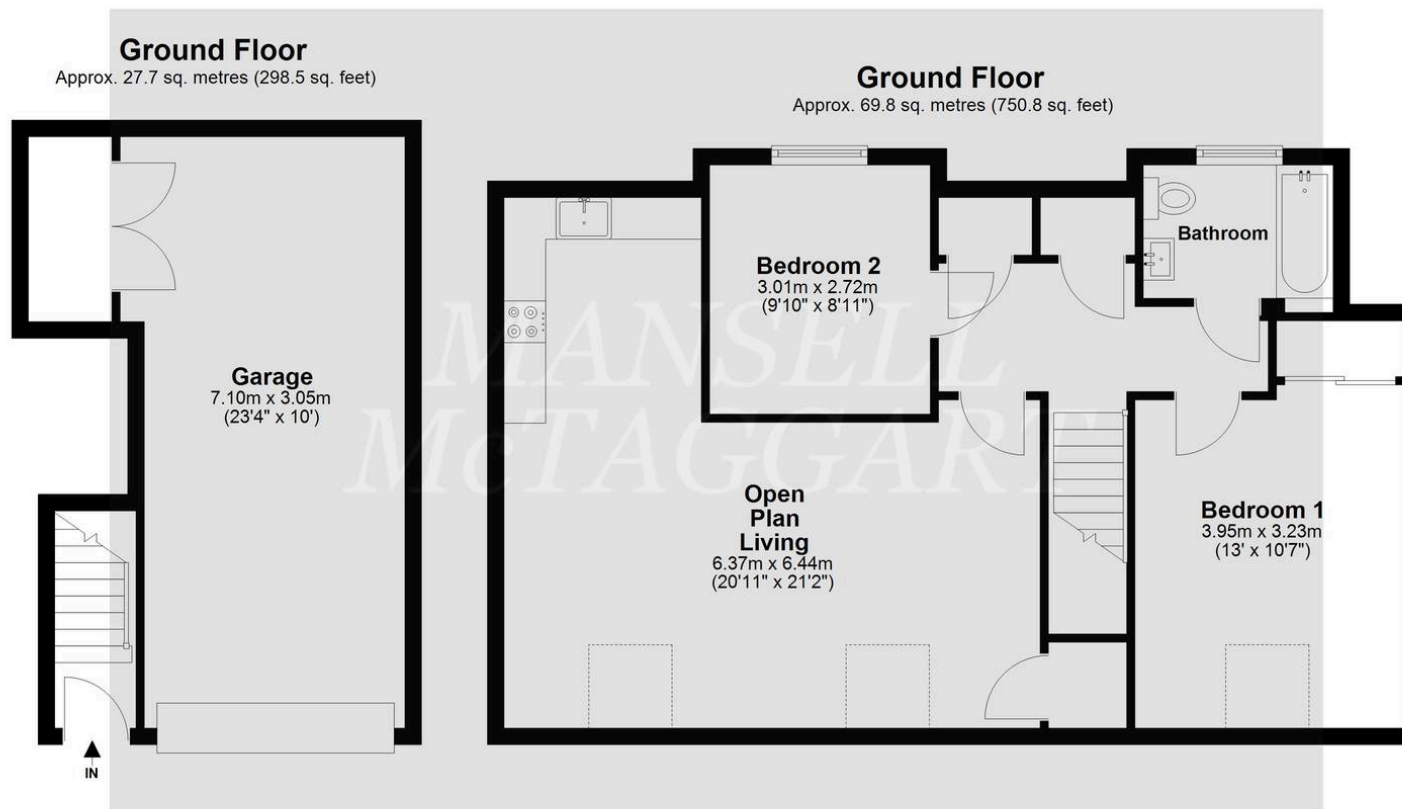 Ground Floor
Approx. 27.7 sq. metres (298.5 sq. feet)
Ground Floor
Approx. 69.8 sq. metres (750.8 sq. feet)
Bathroom
Bedroom 2
3.01m x 2.72m
(9'10" x 8'11")
MANSELL
McTAGGART
Garage
7.10m x 3.05m
(23'4" x 10')
Open
Plan
Living
6.37m x 6.44m
(20'11" x 21'2")
Bedroom 1
3.95m x 3.23m
(13' x 10'7")
IN